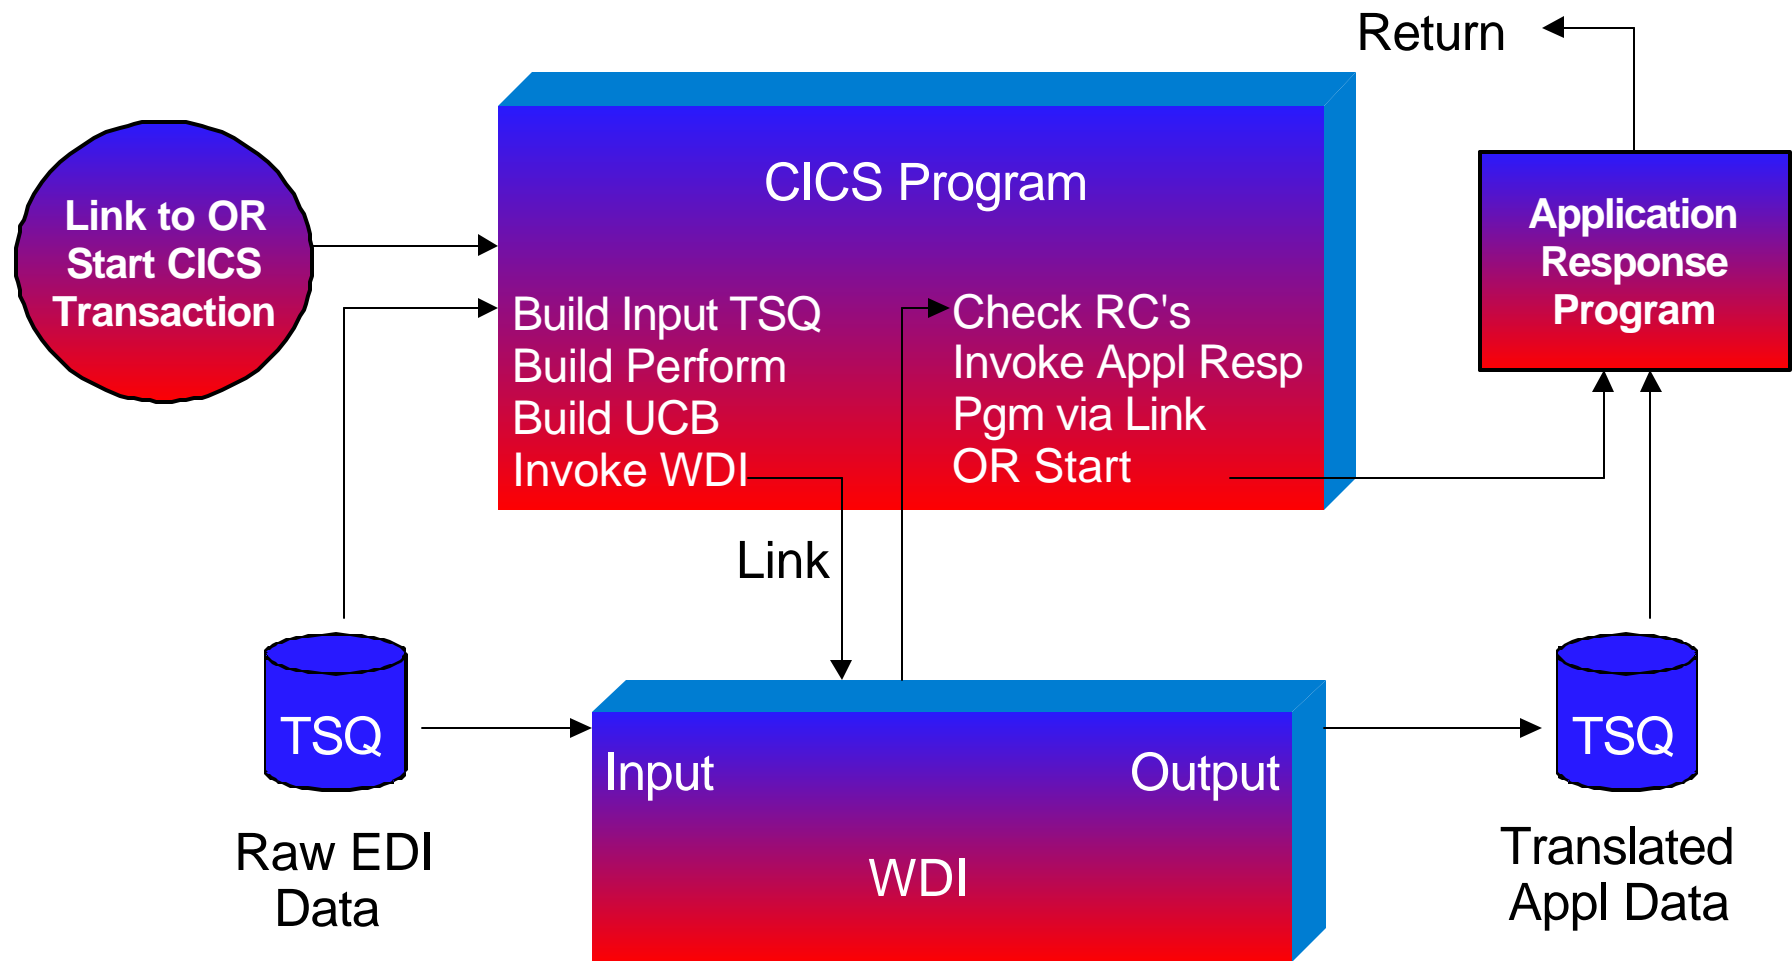 Return
CICS Program
Link to OR
Start CICS
Transaction
Application
Response
Program
Build Input TSQ
Build Perform
Build UCB
Invoke WDI
Check RC's
Invoke Appl Resp
Pgm via Link
OR Start
Link
TSQ
Raw EDI
Data
Input
Output
WDI
TSQ
Translated
Appl Data